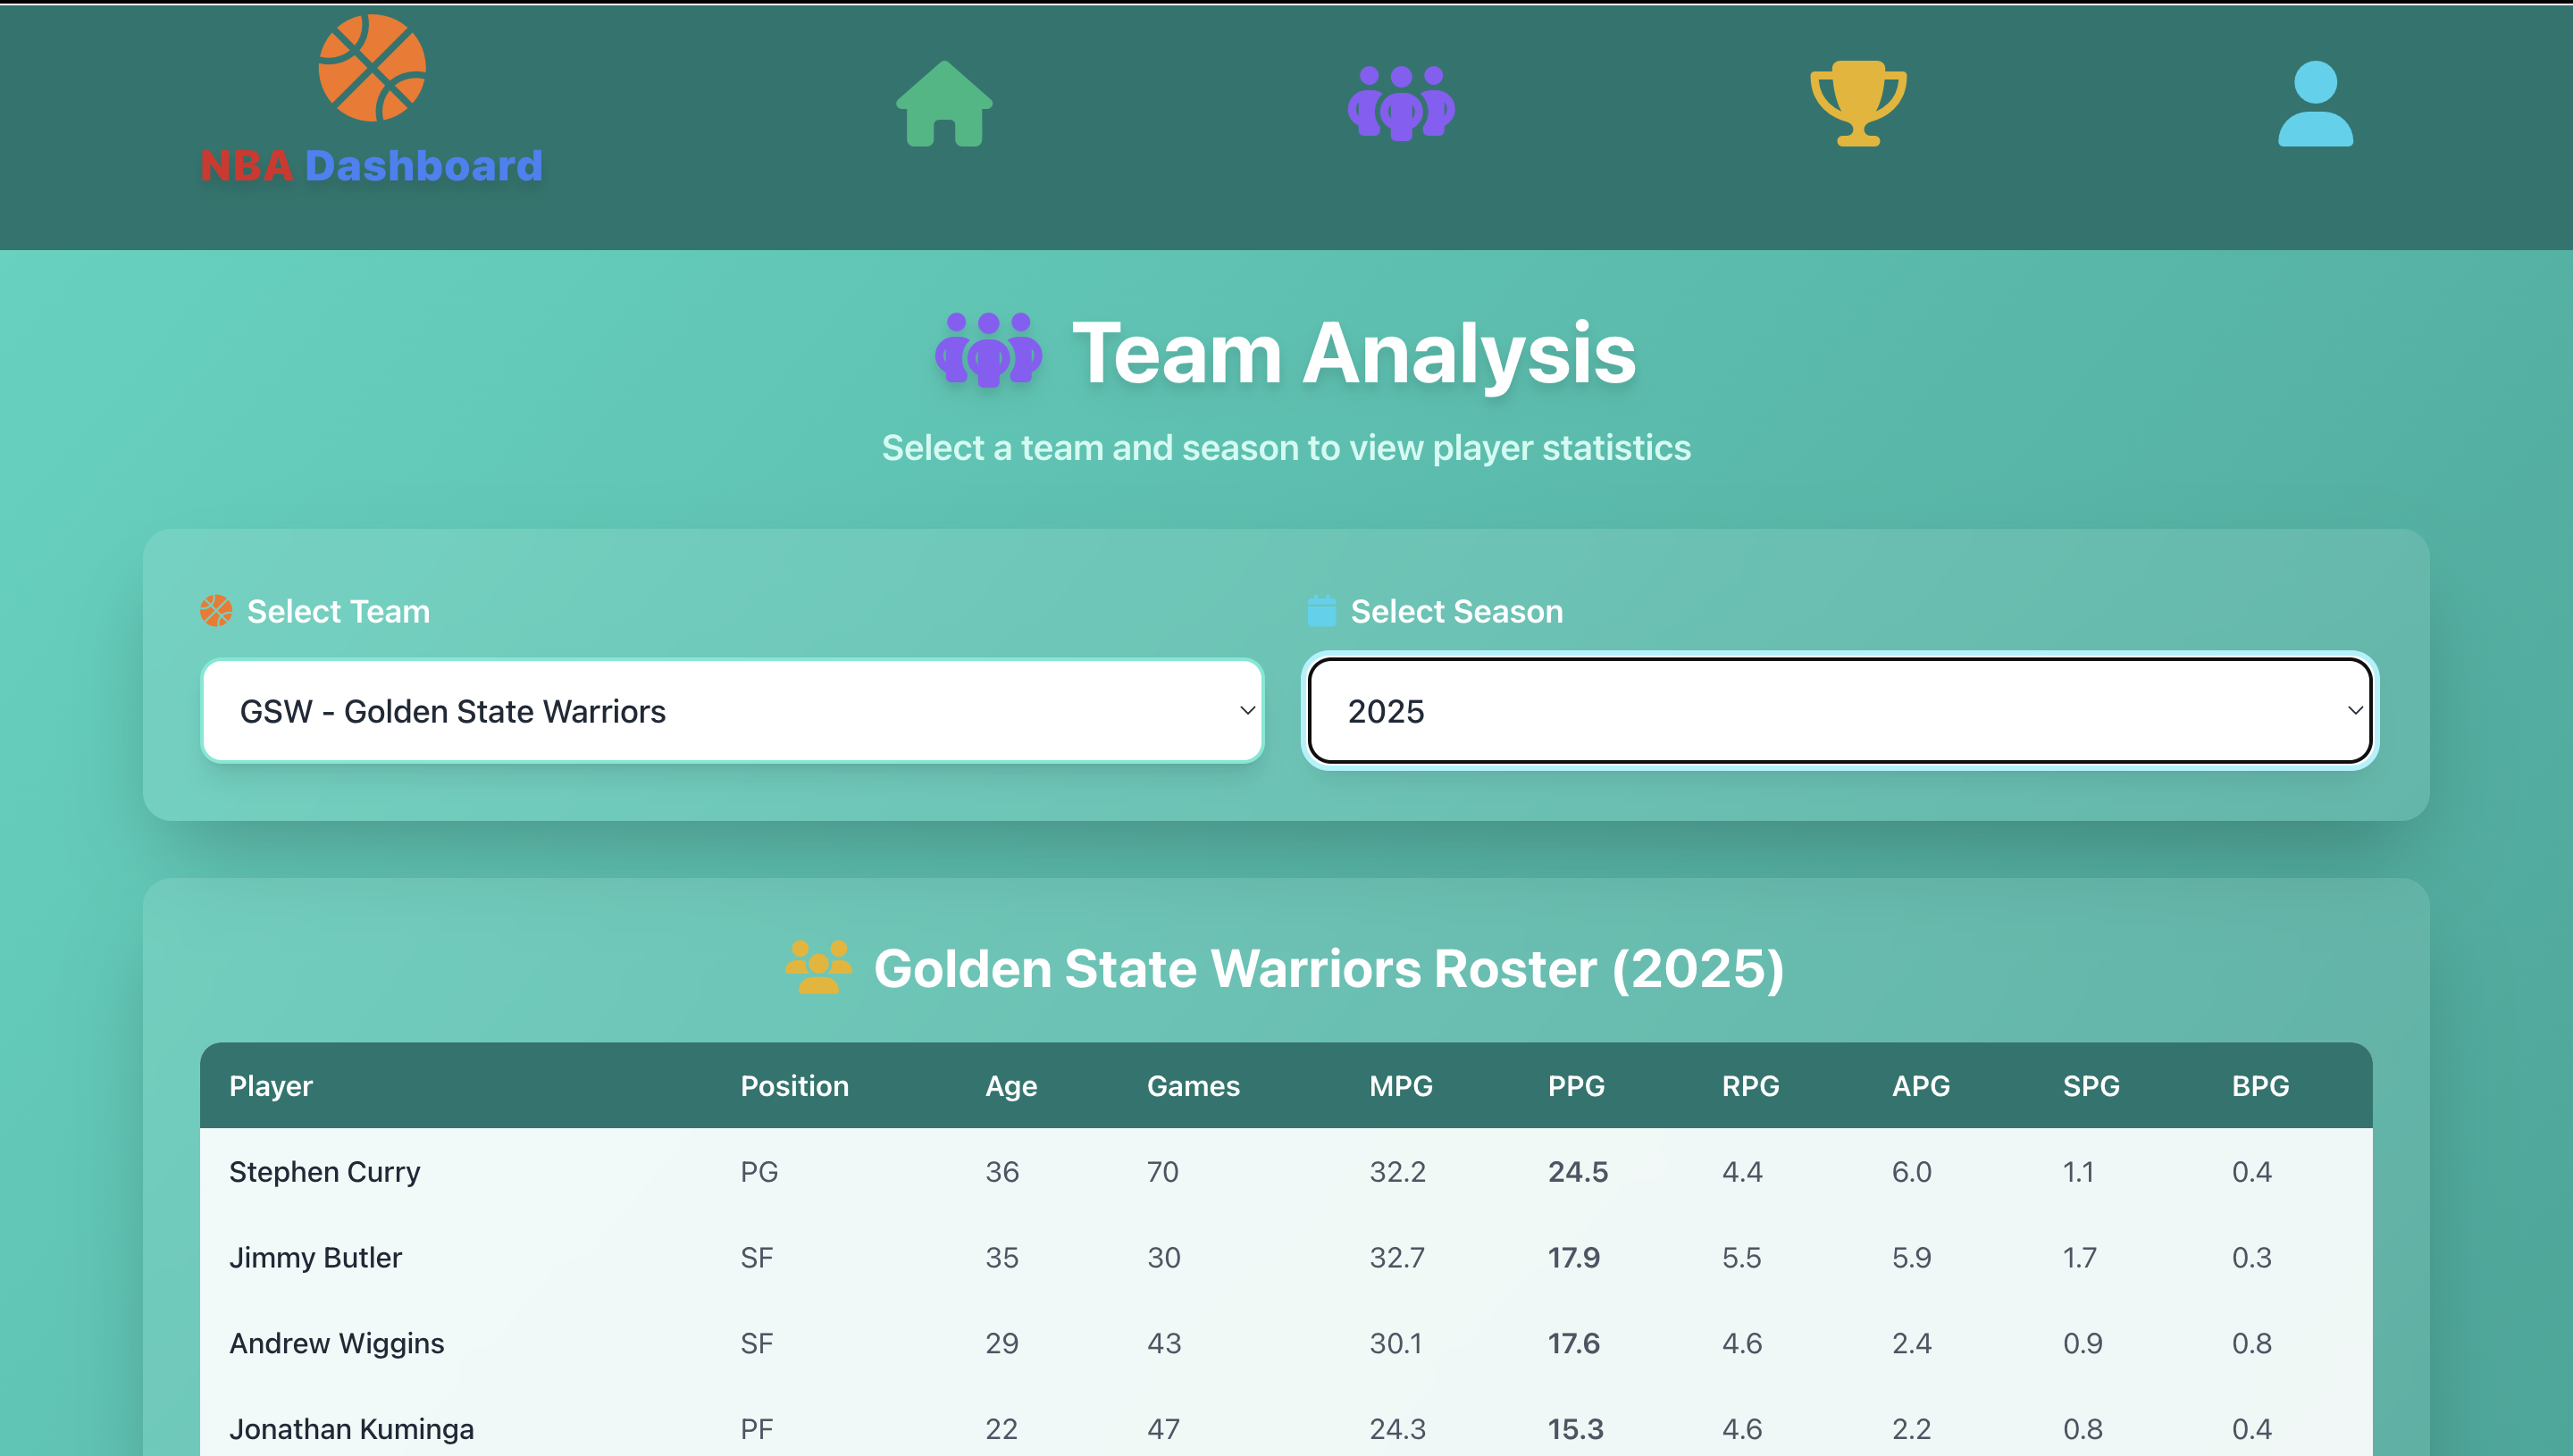 NBA Dashboard
Team Analysis
Select a team and season to view player statistics
Select Team
Select Season
GSW - Golden State Warriors
2025
Golden State Warriors Roster (2025)
Player Position Age Games MPG PPG RPG APG SPG BPG
Stephen Curry PG 36 70 32.2 24.5 4.4 6.0 1.1 0.4
Jimmy Butler SF 35 30 32.7 17.9 5.5 5.9 1.7 0.3
Andrew Wiggins SF 29 43 30.1 17.6 4.6 2.4 0.9 0.8
Jonathan Kuminga PF 22 47 24.3 15.3 4.6 2.2 0.8 0.4